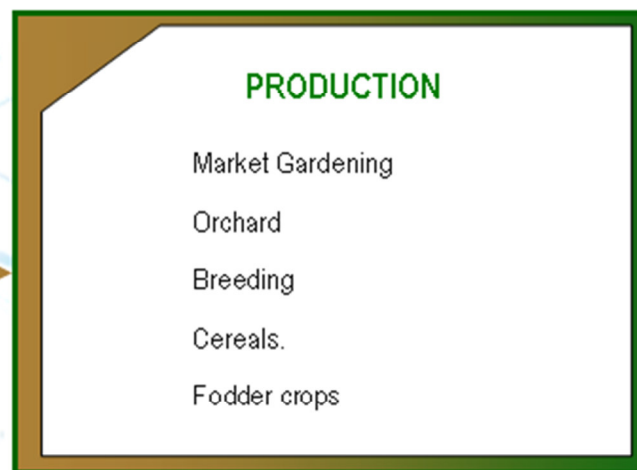 PRODUCTION
Market Gardening
Orchard
Breeding
Cereals.
Fodder crops